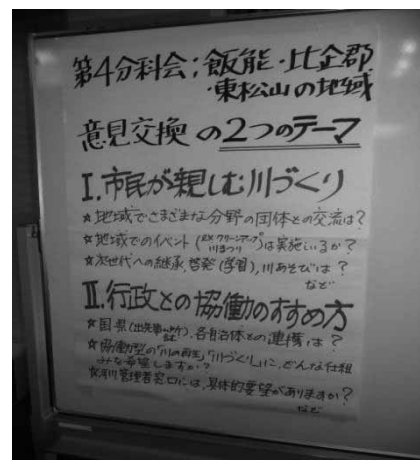 第4分科会;飯能・比企郡
・東松山の地域
意見交換の2つのテーマ
I.市民が親しむ川づくり
☆地域でさまざまな分野の団体との交流は?
☆地域でのイベント(クリーンアップ 川まつり)は実施いるか?
☆次世代への継承,啓発(学習),川あそびは?
など
II.行政との協働のすすめ方
☆国・県(出先事務所),各自治体との連携は?
☆協働型の「川の再生」「川づくり」に,どんな仕組
みを希望しますか?
☆河川管理者窓口には,具体的要望がありますか?
など